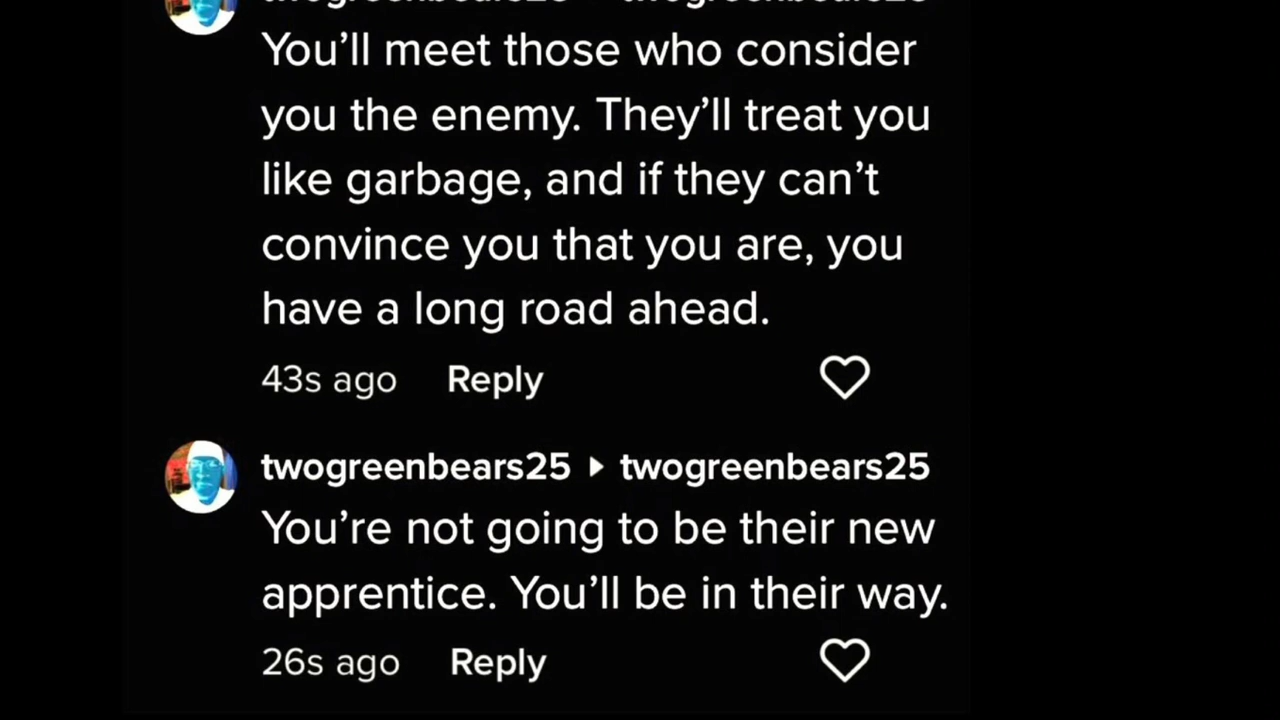 twogreenbears25 ▸ twogreenbears25
You’ll meet those who consider
you the enemy. They’ll treat you
like garbage, and if they can’t
convince you that you are, you
have a long road ahead.
43s ago Reply
twogreenbears25 ▸ twogreenbears25
You’re not going to be their new
apprentice. You’ll be in their way.
26s ago Reply